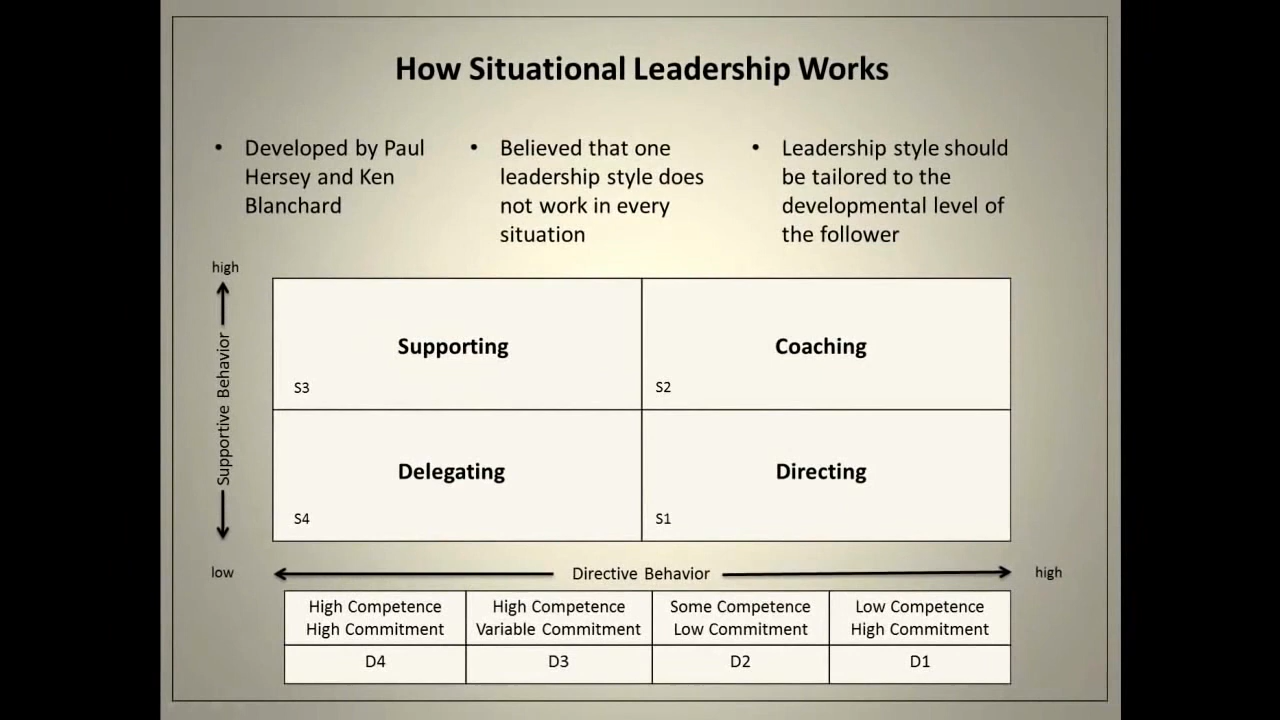 How Situational Leadership Works
• Developed by Paul
Hersey and Ken
Blanchard
• Believed that one
leadership style does
not work in every
situation
• Leadership style should
be tailored to the
developmental level of
the follower
high
Supportive Behavior
low
Supporting
S3
Coaching
S2
Delegating
S4
Directing
S1
Directive Behavior
high
High Competence
High Commitment
High Competence
Variable Commitment
Some Competence
Low Commitment
Low Competence
High Commitment
D4
D3
D2
D1